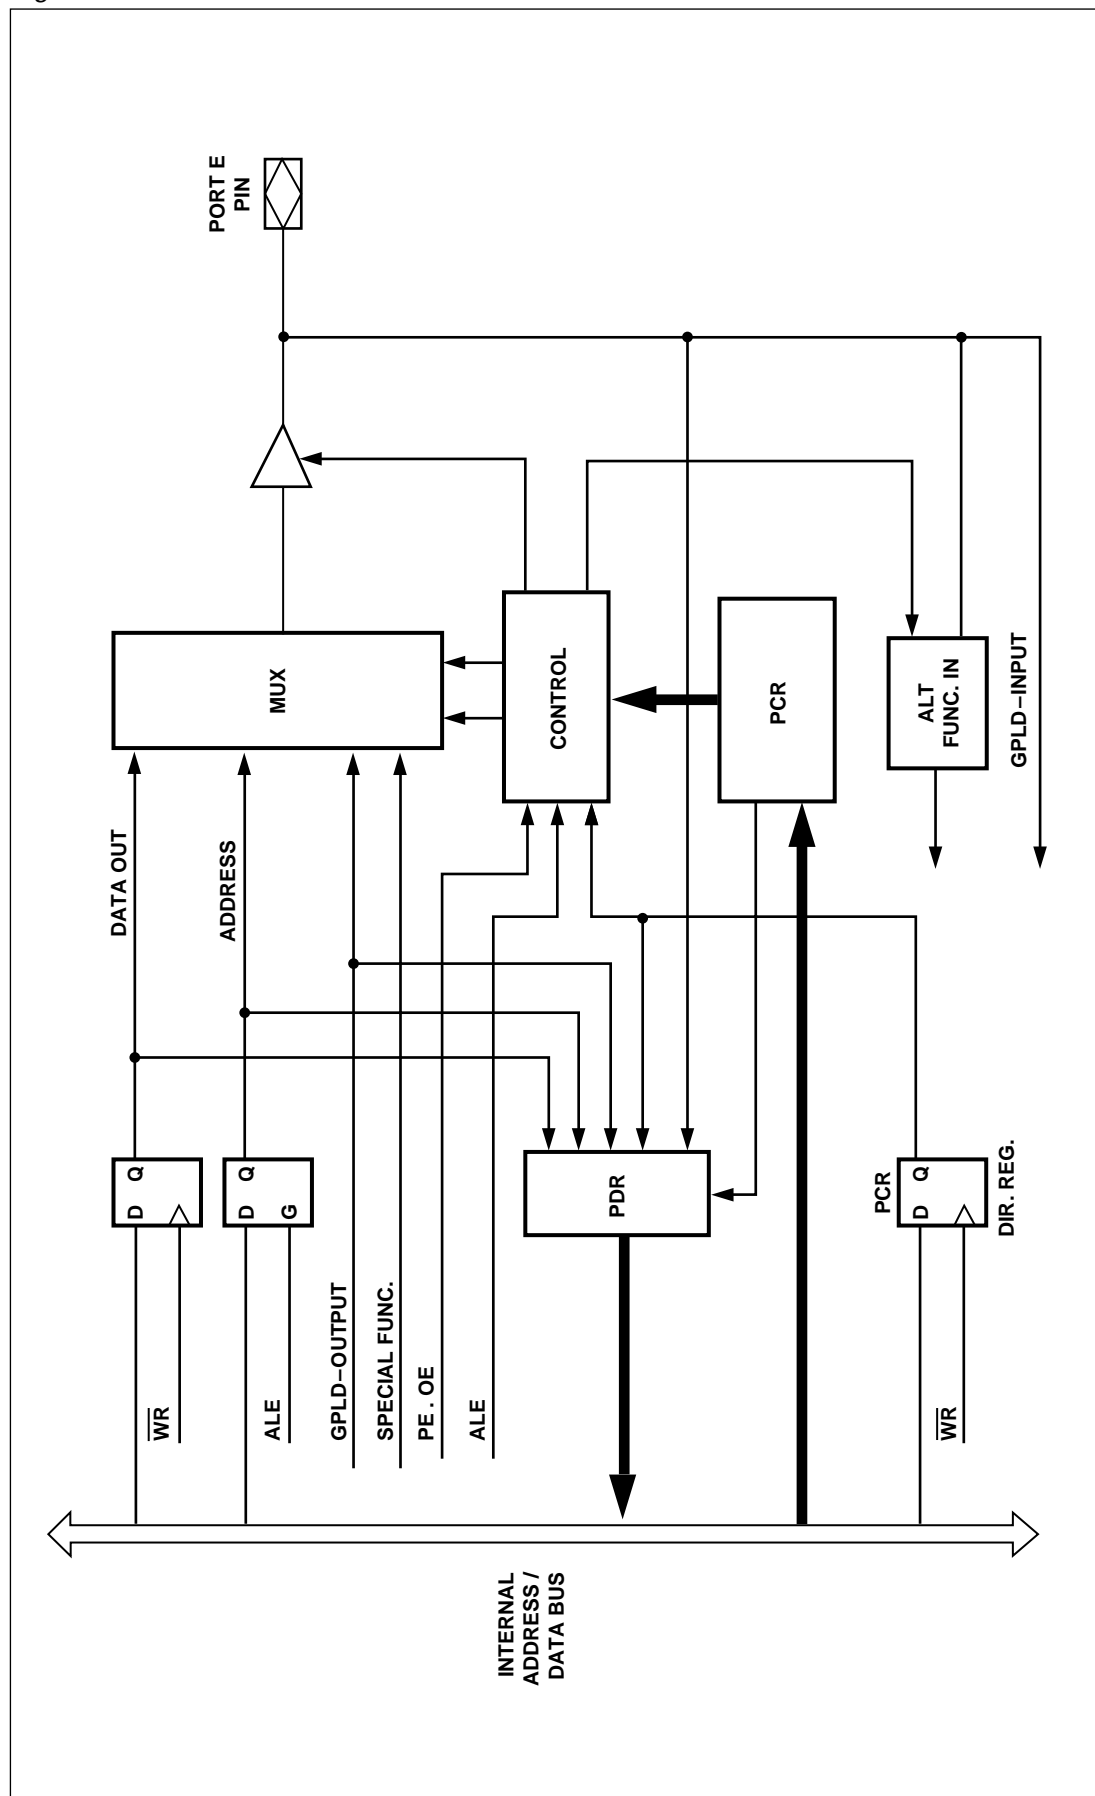 INTERNAL
ADDRESS /
DATA BUS
WR
D Q
DATA OUT
ALE
D Q
G
ADDRESS
GPLD–OUTPUT
SPECIAL FUNC.
PE . OE
ALE
MUX
PORT E
PIN
CONTROL
PDR
PCR
PCR
D Q
WR
DIR. REG.
ALT
FUNC. IN
GPLD–INPUT